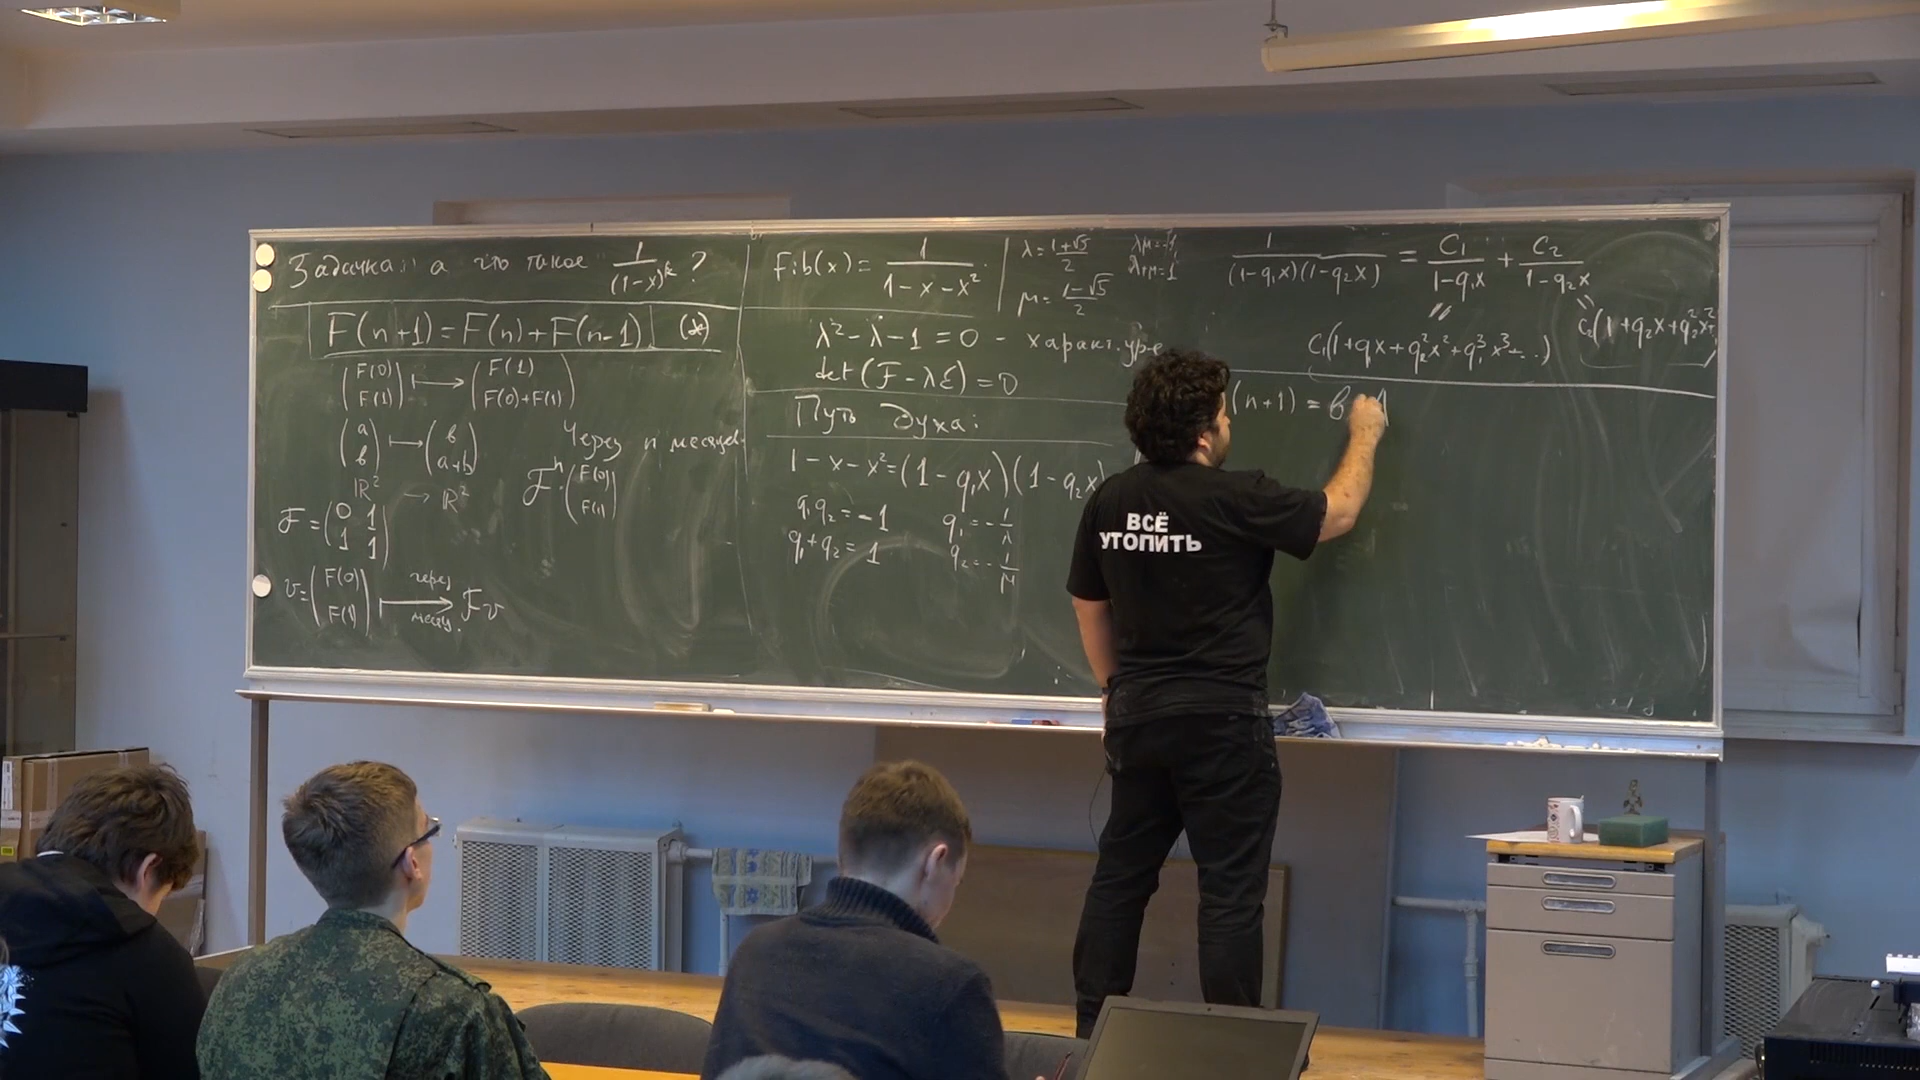 Задачка: а что такое 1/(1-x)^k ?
F(n+1) = F(n) + F(n-1) (*)
(F(0) F(1)) ↦ (F(1) F(0)+F(1))
(a в) ↦ (в a+b)
ℝ² → ℝ²
Через n месяцев
F^n · (F(0) F(1))
F = (0 1
1 1)
v = (F(0) F(1)) ↦ Fv
через
месяц.
Fib(x) = 1/(1-x-x²)
λ = (1+√5)/2
μ = (1-√5)/2
λμ = -1
λ+μ = 1
λ² - λ - 1 = 0 - характ. ур-е
det(F - λE) = 0
Путь духа:
1-x-x² = (1-q₁x)(1-q₂x)
q₁q₂ = -1
q₁+q₂ = 1
q₁ = -1/λ
q₂ = -1/μ
1/((1-q₁x)(1-q₂x)) = C₁/(1-q₁x) + C₂/(1-q₂x)
C₁(1+qx+q₂²x²+q₁³x³+...)
C₂(1+q₂x+q₂²x²+
(n+1) = в
ВСЁ
УТОПИТЬ